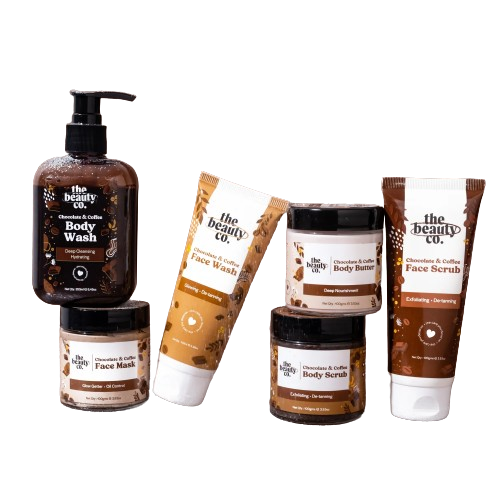 the
beauty
co.
Chocolate & Coffee
Body
Wash
Deep Cleansing
Hydrating
the
beauty
co.
Chocolate & Coffee
Face Mask
Glow Getter • Oil Control
the
beauty
co.
Chocolate & Coffee
Face Wash
Glowing • De-tanning
the
beauty
co.
Chocolate & Coffee
Body Butter
Deep Nourishment
the
beauty
co.
Chocolate & Coffee
Body Scrub
Exfoliating • De-tanning
the
beauty
co.
Chocolate & Coffee
Face Scrub
Exfoliating • De-tanning